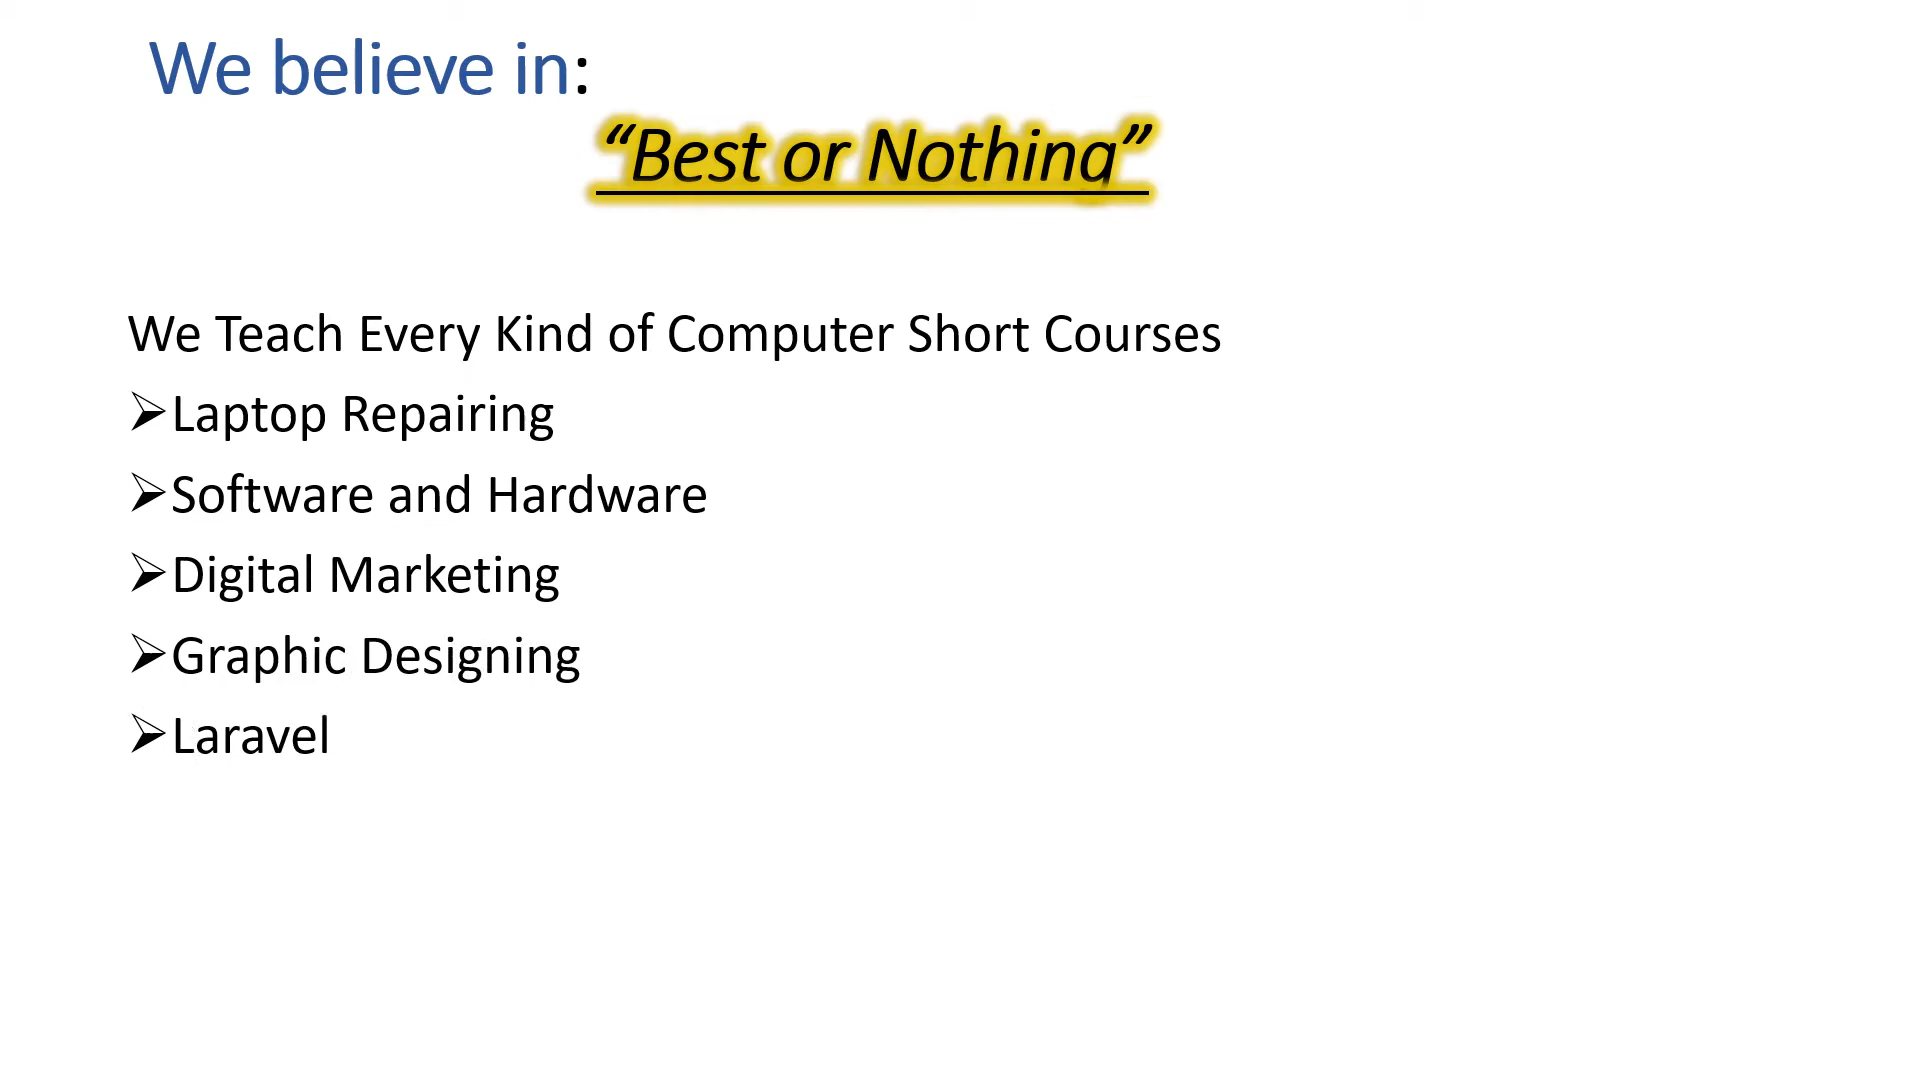 We believe in:
“Best or Nothing”
We Teach Every Kind of Computer Short Courses
➢Laptop Repairing
➢Software and Hardware
➢Digital Marketing
➢Graphic Designing
➢Laravel